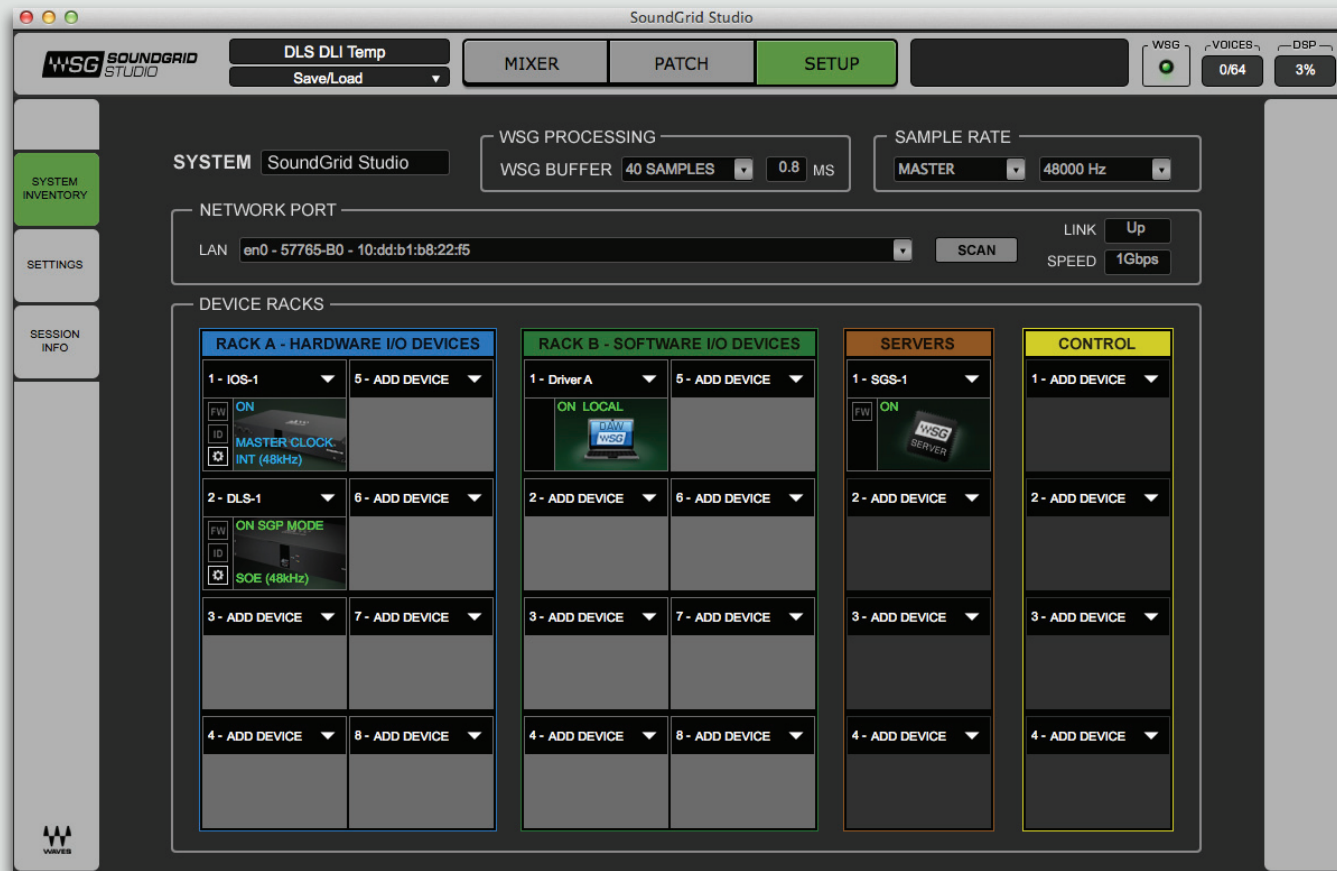 SoundGrid Studio
WSG SOUNDGRID STUDIO
DLS DLI Temp
Save/Load
MIXER
PATCH
SETUP
WSG
VOICES
0/64
DSP
3%
SYSTEM INVENTORY
SETTINGS
SESSION INFO
WAVES
SYSTEM SoundGrid Studio
WSG PROCESSING
WSG BUFFER 40 SAMPLES 0.8 MS
SAMPLE RATE
MASTER 48000 Hz
NETWORK PORT
LAN en0 - 57765-B0 - 10:dd:b1:b8:22:f5
SCAN
LINK Up
SPEED 1Gbps
DEVICE RACKS
RACK A - HARDWARE I/O DEVICES
1 - IOS-1
FW
ID
ON
MASTER CLOCK
INT (48kHz)
5 - ADD DEVICE
2 - DLS-1
FW
ID
ON SGP MODE
SOE (48kHz)
6 - ADD DEVICE
3 - ADD DEVICE
7 - ADD DEVICE
4 - ADD DEVICE
8 - ADD DEVICE
RACK B - SOFTWARE I/O DEVICES
1 - Driver A
ON LOCAL
DAW
WSG
5 - ADD DEVICE
2 - ADD DEVICE
6 - ADD DEVICE
3 - ADD DEVICE
7 - ADD DEVICE
4 - ADD DEVICE
8 - ADD DEVICE
SERVERS
1 - SGS-1
FW
ON
WSG
SERVER
2 - ADD DEVICE
3 - ADD DEVICE
4 - ADD DEVICE
CONTROL
1 - ADD DEVICE
2 - ADD DEVICE
3 - ADD DEVICE
4 - ADD DEVICE